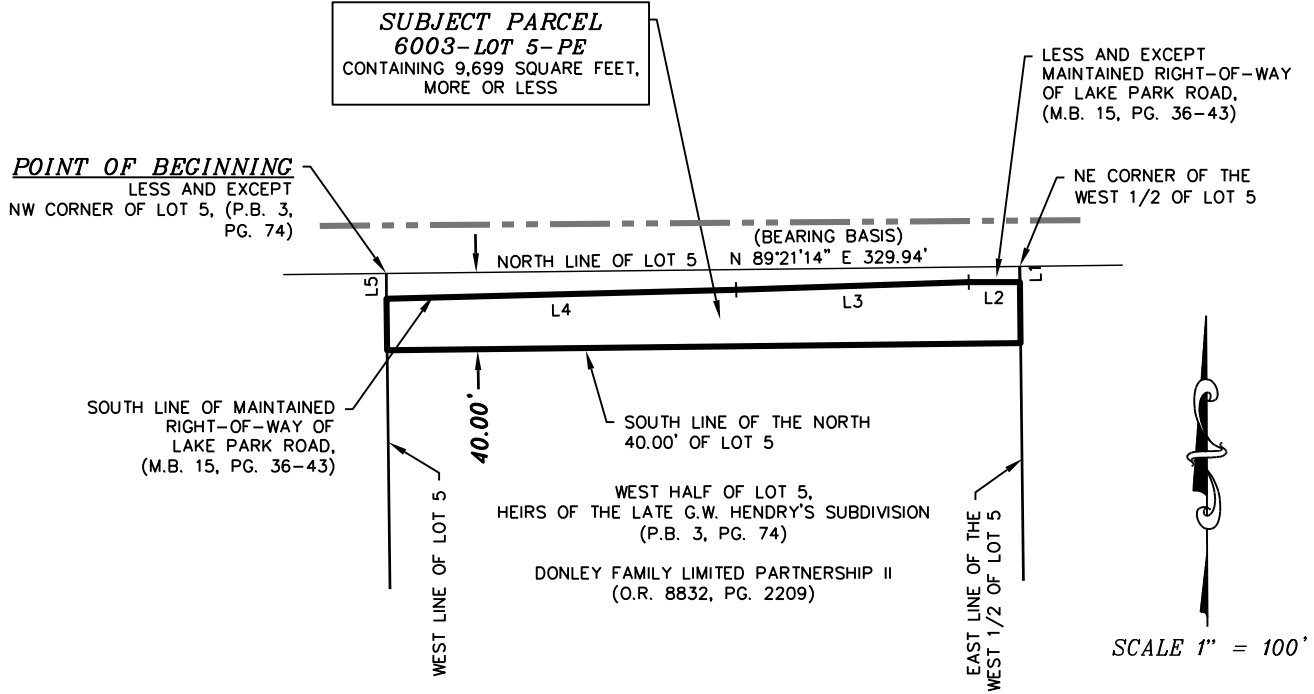 SUBJECT PARCEL
6003-LOT 5-PE
CONTAINING 9,699 SQUARE FEET,
MORE OR LESS
LESS AND EXCEPT
MAINTAINED RIGHT-OF-WAY
OF LAKE PARK ROAD,
(M.B. 15, PG. 36-43)
POINT OF BEGINNING
LESS AND EXCEPT
NW CORNER OF LOT 5, (P.B. 3,
PG. 74)
NE CORNER OF THE
WEST 1/2 OF LOT 5
(BEARING BASIS)
NORTH LINE OF LOT 5 N 89°21'14" E 329.94'
L5
L4
L3
L2
L1
40.00'
SOUTH LINE OF MAINTAINED
RIGHT-OF-WAY OF
LAKE PARK ROAD,
(M.B. 15, PG. 36-43)
SOUTH LINE OF THE NORTH
40.00' OF LOT 5
WEST LINE OF LOT 5
WEST HALF OF LOT 5,
HEIRS OF THE LATE G.W. HENDRY'S SUBDIVISION
(P.B. 3, PG. 74)
DONLEY FAMILY LIMITED PARTNERSHIP II
(O.R. 8832, PG. 2209)
EAST LINE OF THE
WEST 1/2 OF LOT 5
SCALE 1" = 100'